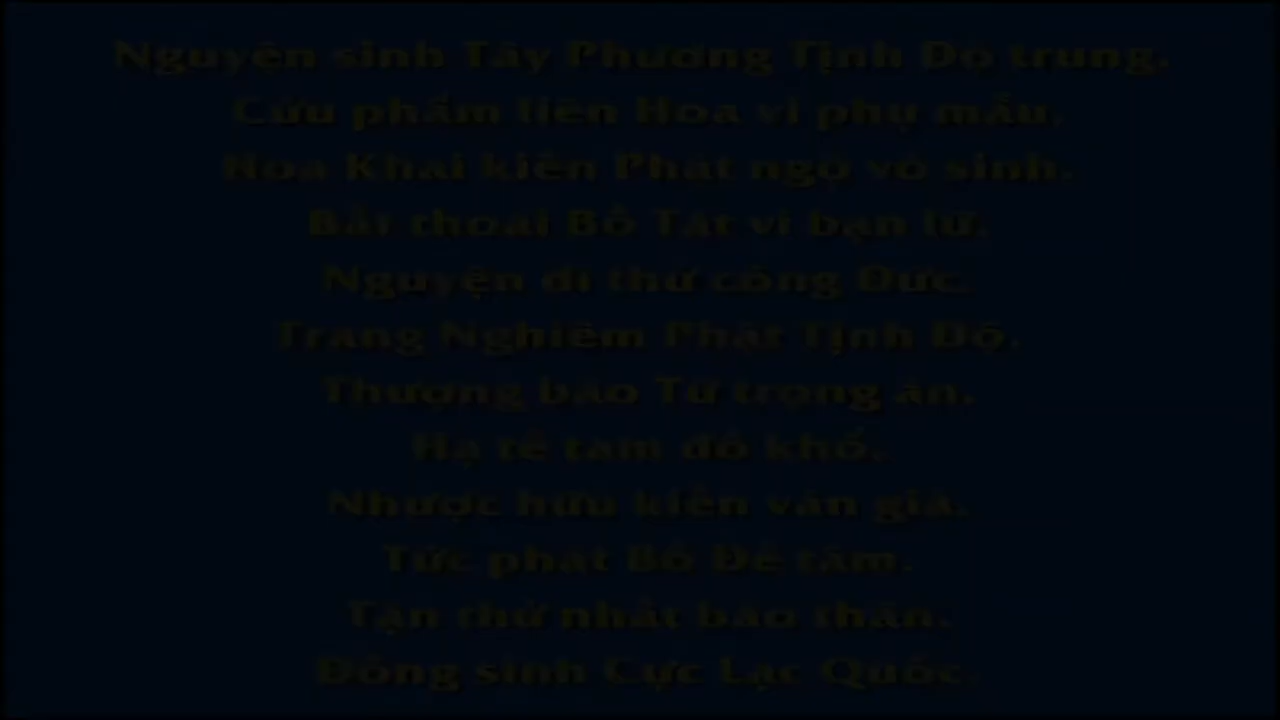 Nguyện sinh Tây Phương Tịnh Độ trung.
Cửu phẩm liên Hoa vi phụ mẫu.
Hoa Khai kiến Phật ngộ vô sinh.
Bất thoái Bồ Tát vi bạn lữ.
Nguyện dĩ thử công Đức.
Trang Nghiêm Phật Tịnh Độ.
Thượng báo Tứ trọng ân.
Hạ tế tam đồ khổ.
Nhược hữu kiến văn giả.
Tức phát Bồ Đề tâm.
Tận thử nhất báo thân.
Đồng sinh Cực Lạc Quốc.